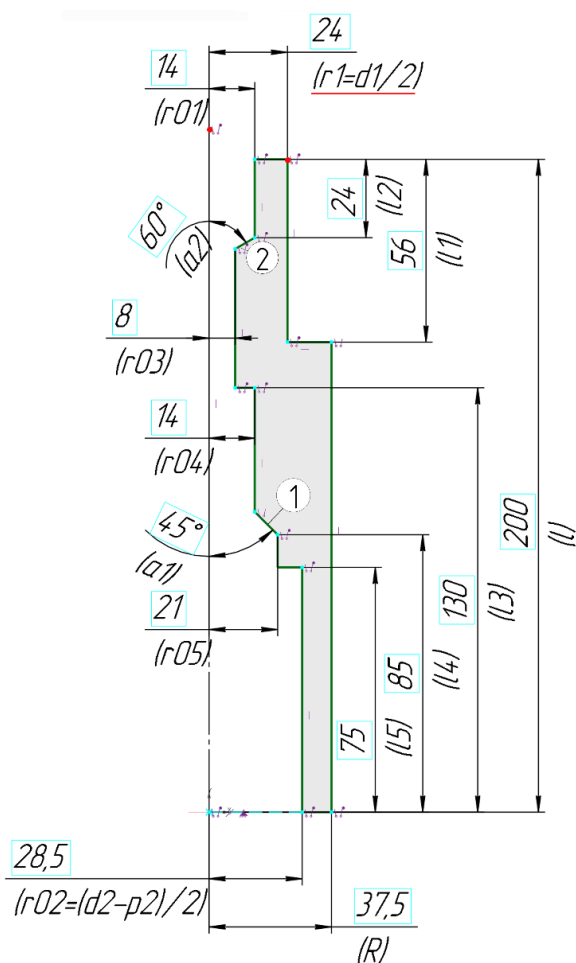 24
(r1=d1/2)
14
(r01)
24
(l2)
56
(l1)
60°
(a2)
2
8
(r03)
14
(r04)
1
45°
(a1)
200
(l)
130
(l3)
21
(r05)
85
(l4)
75
(l5)
28,5
(r02=(d2-p2)/2)
37,5
(R)